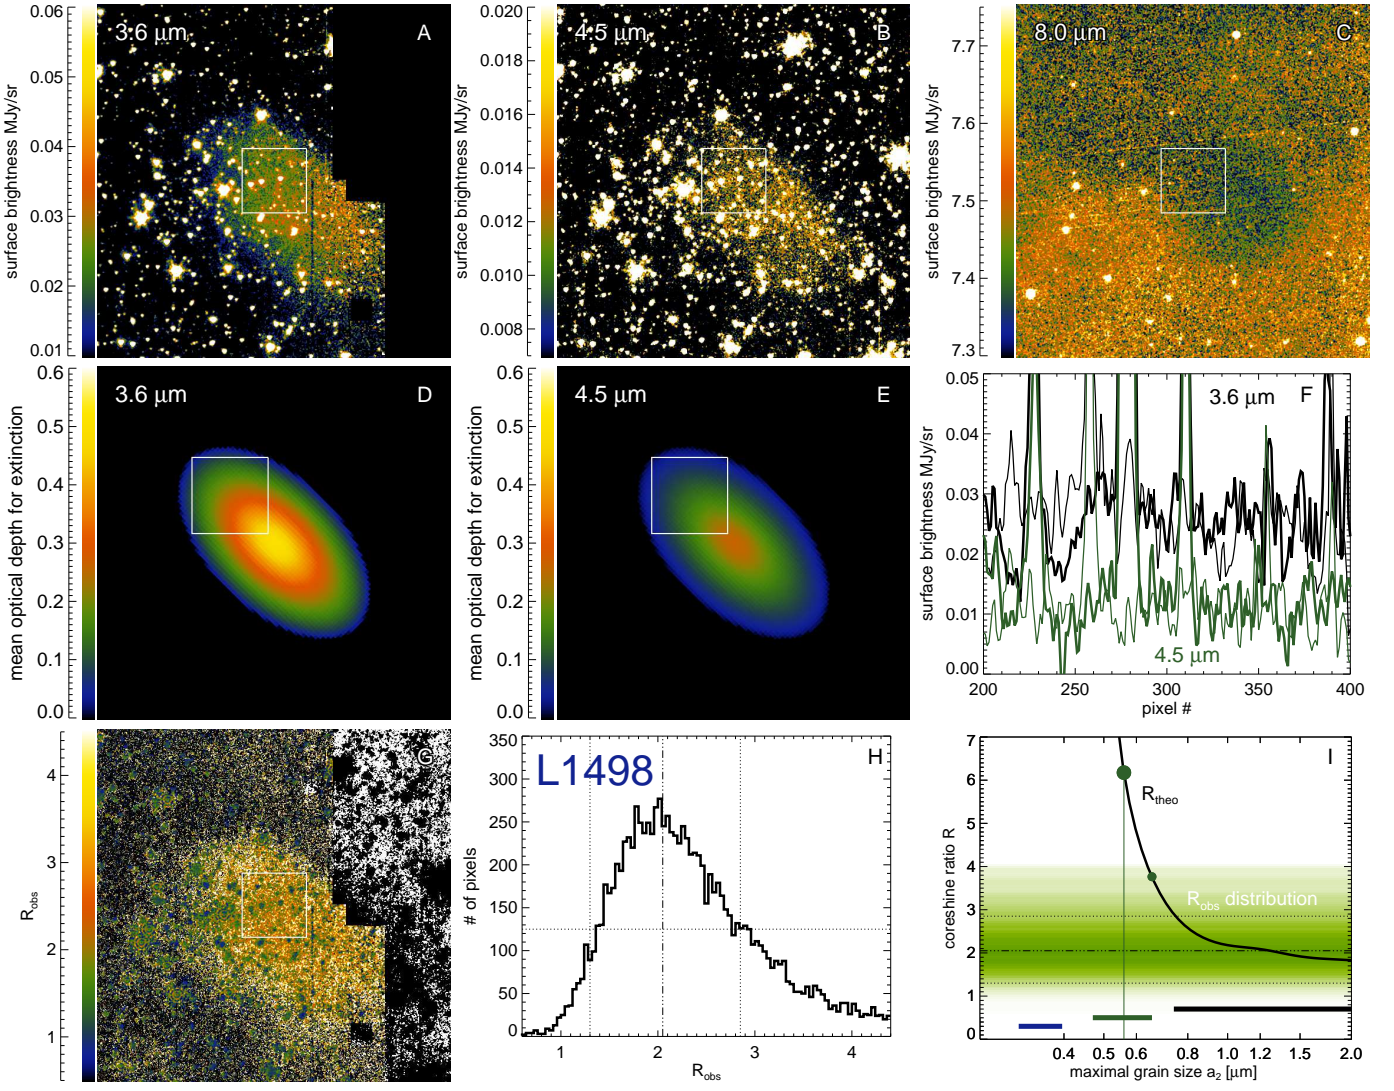 3.6 µm
A
0.06
0.05
0.04
0.03
0.02
0.01
surface brightness MJy/sr
4.5 µm
B
0.020
0.018
0.016
0.014
0.012
0.010
0.008
surface brightness MJy/sr
8.0 µm
C
7.7
7.6
7.5
7.4
7.3
surface brightness MJy/sr
3.6 µm
D
0.6
0.5
0.4
0.3
0.2
0.1
0.0
mean optical depth for extinction
4.5 µm
E
0.6
0.5
0.4
0.3
0.2
0.1
0.0
mean optical depth for extinction
3.6 µm
F
0.05
0.04
0.03
0.02
0.01
0.00
surface brightness MJy/sr
4.5 µm
200 250 300 350 400
pixel #
G
4
3
2
1
R_obs
L1498
H
350
300
250
200
150
100
50
0
# of pixels
1 2 3 4
R_obs
I
7
6
5
4
3
2
1
0
coreshine ratio R
R_theo
R_obs distribution
0.4 0.5 0.6 0.8 1.2 1.5 2.0
maximal grain size a_2 [µm]